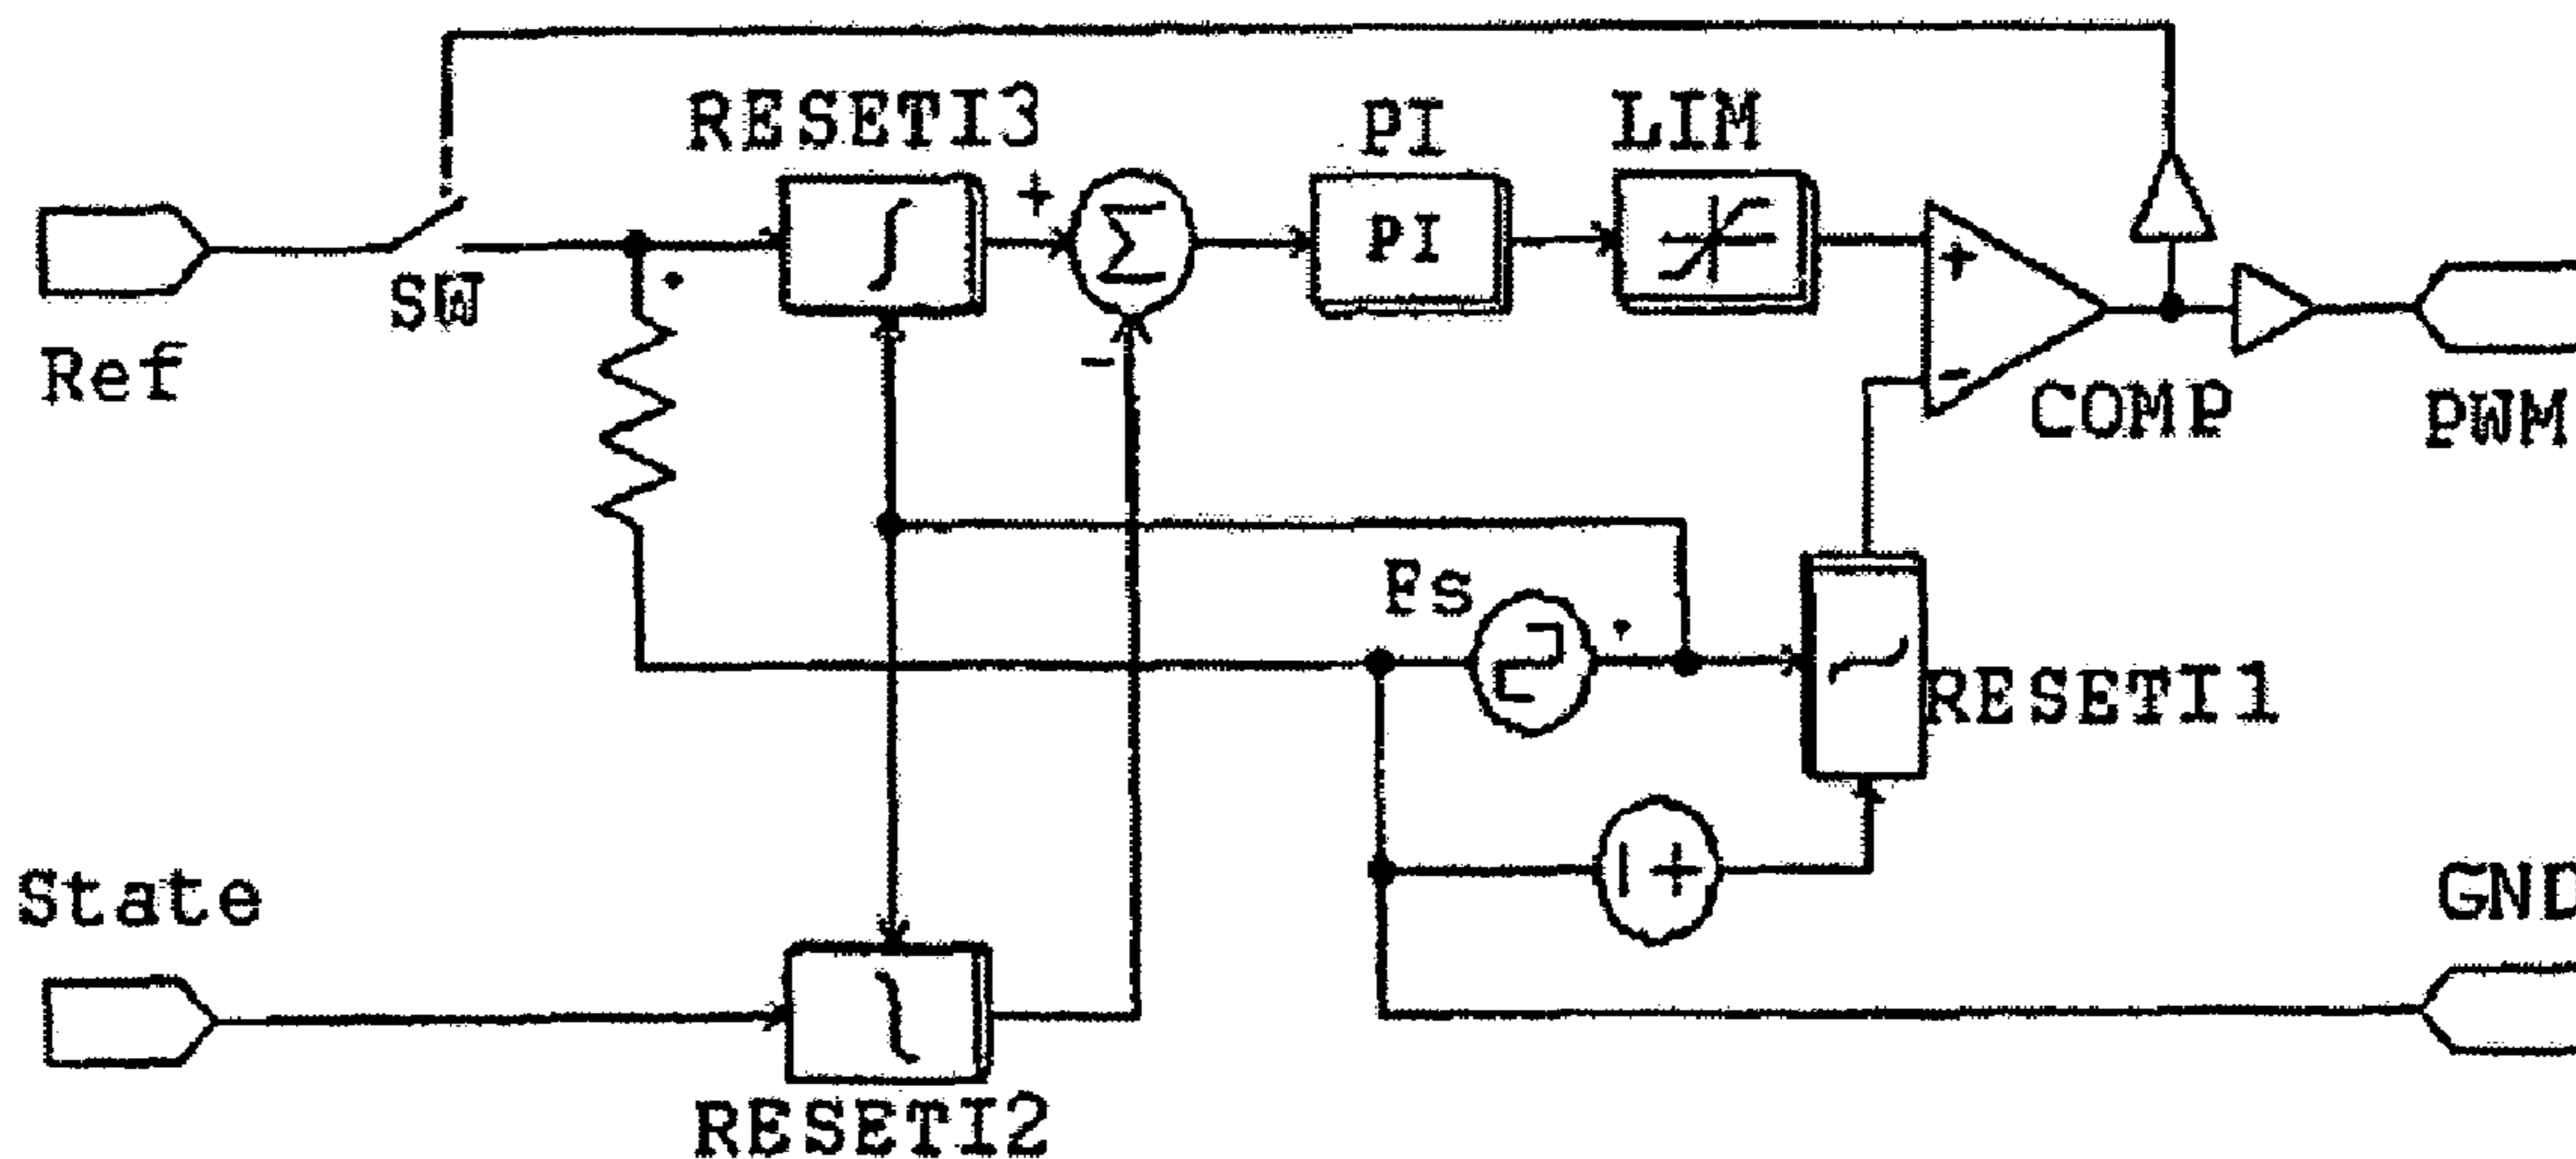 RESETI3
PI
LIM
+
Σ
PI
+
SW
Ref
-
-
COMP
PWM
Fs
RESETI1
- +
State
GND
RESETI2